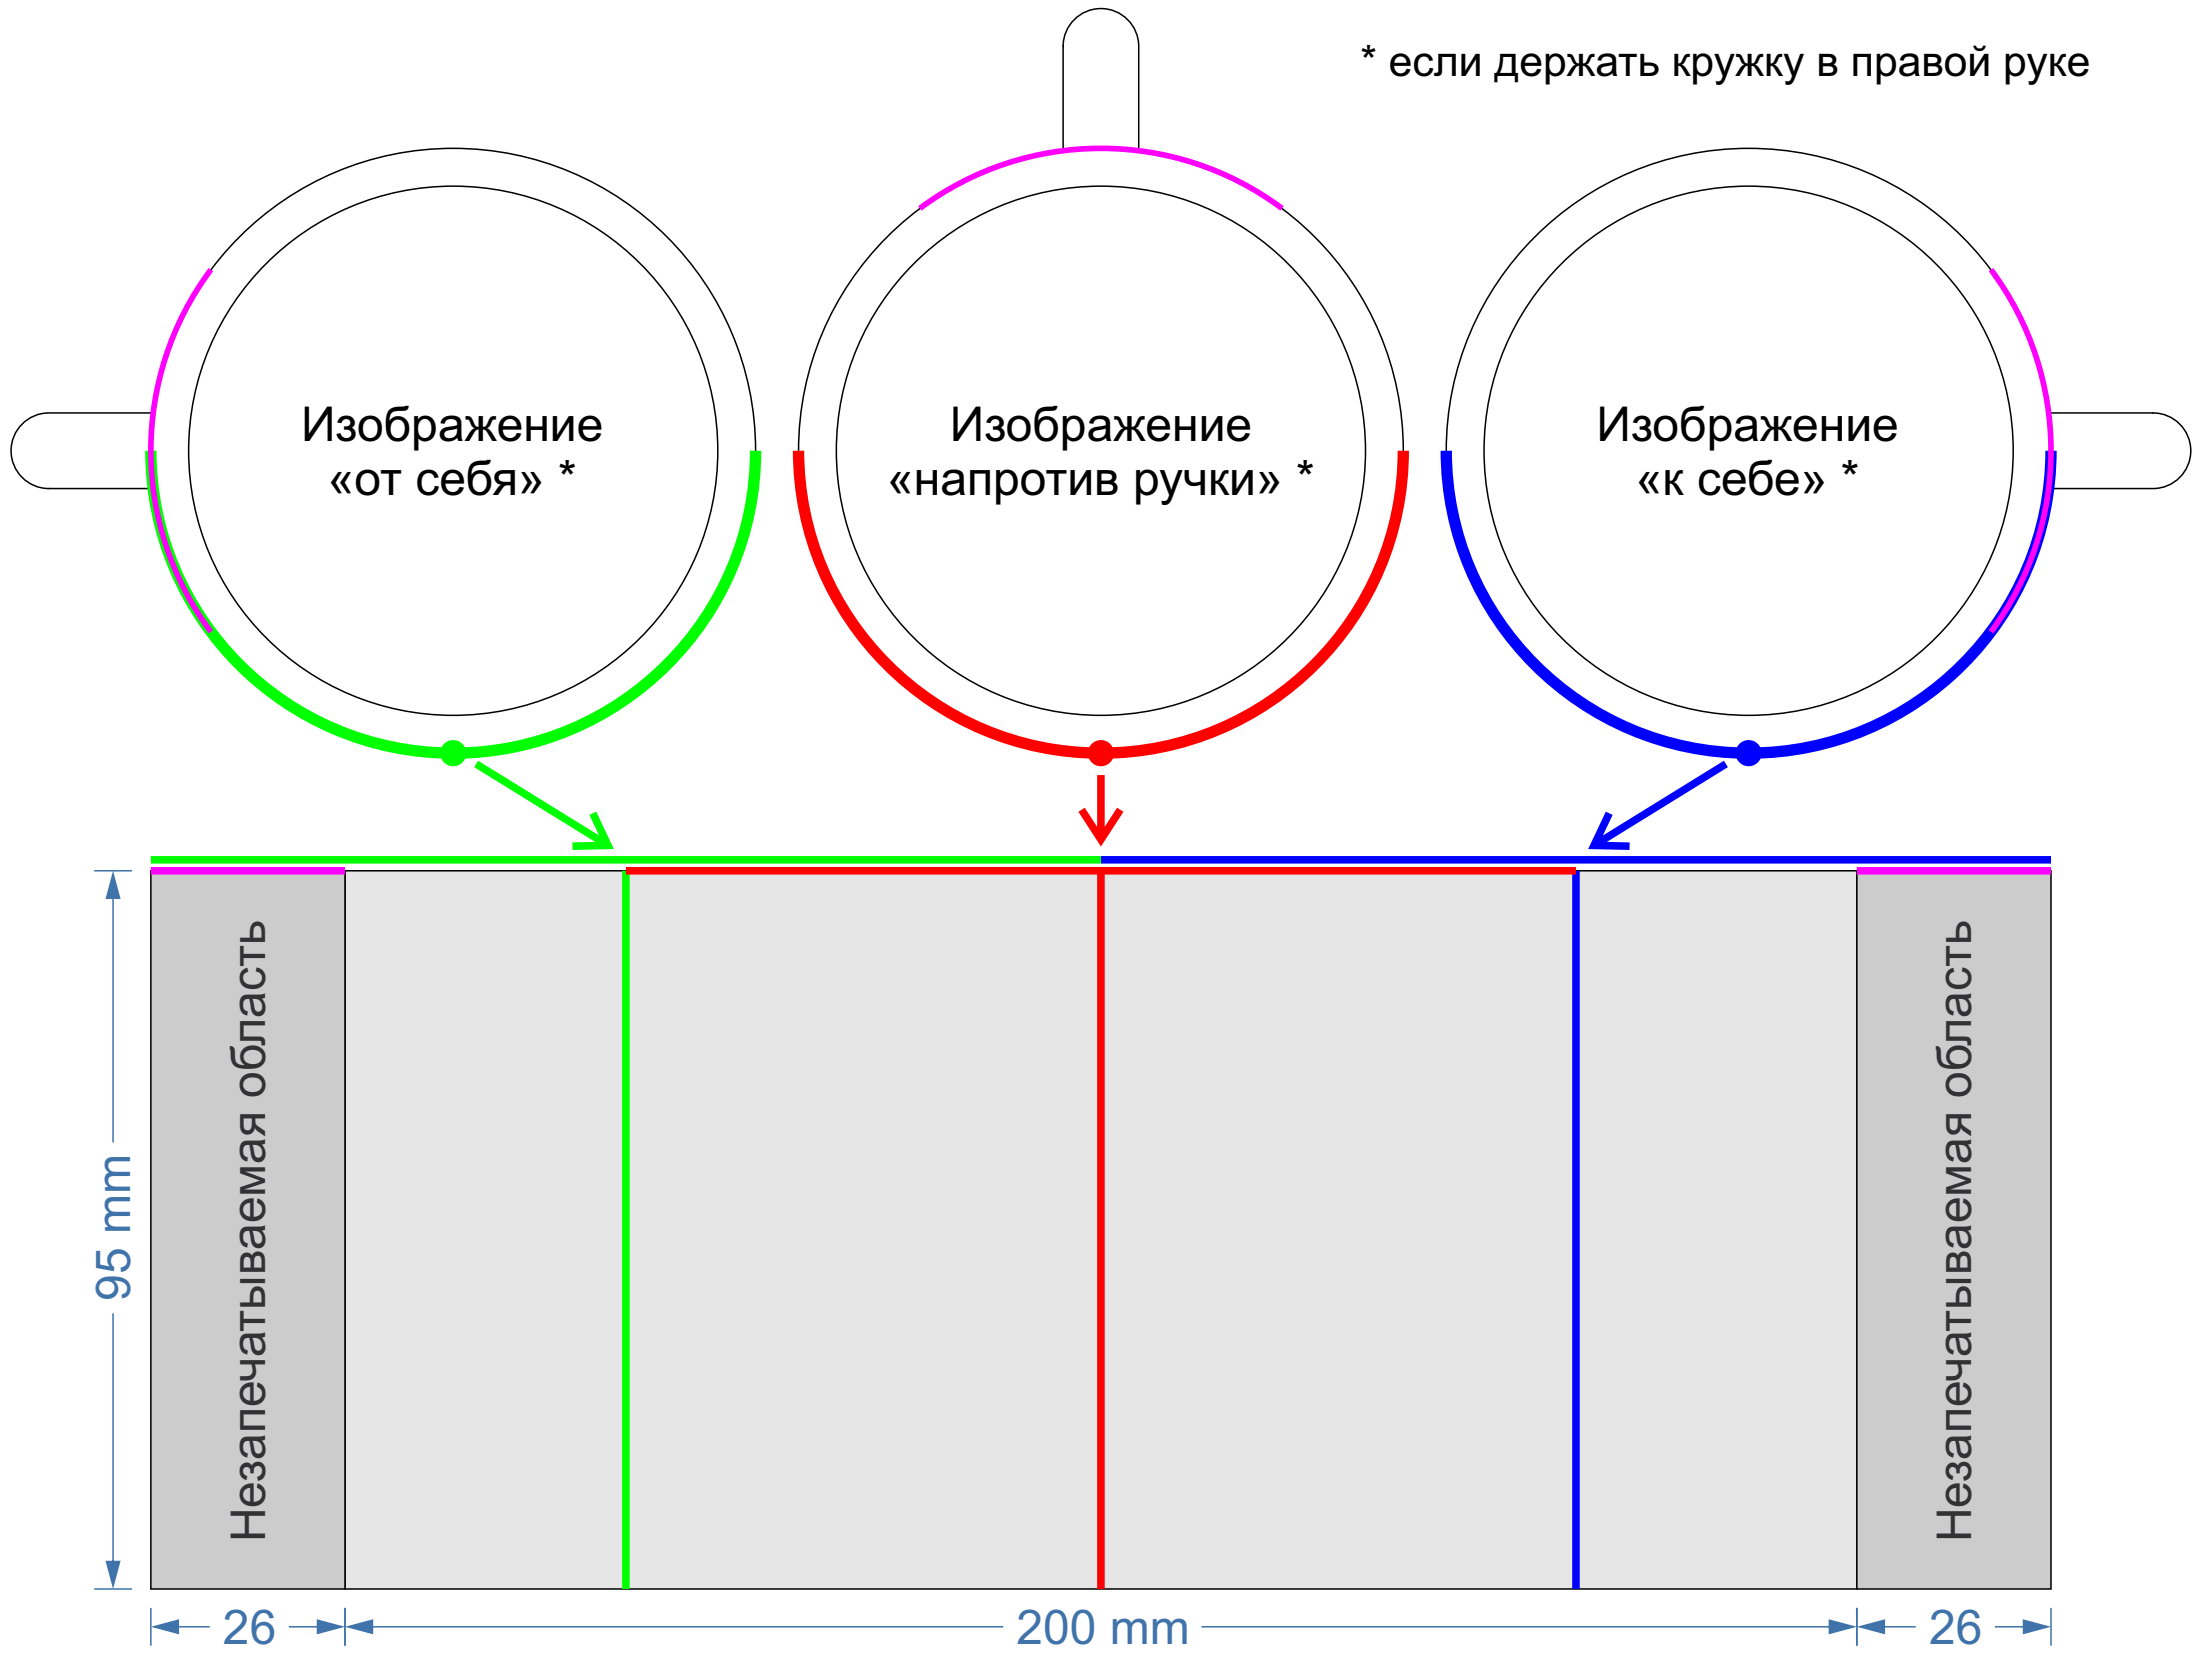 * если держать кружку в правой руке
Изображение
«от себя» *
Изображение
«напротив ручки» *
Изображение
«к себе» *
Незапечатываемая область
Незапечатываемая область
95 mm
26
200 mm
26